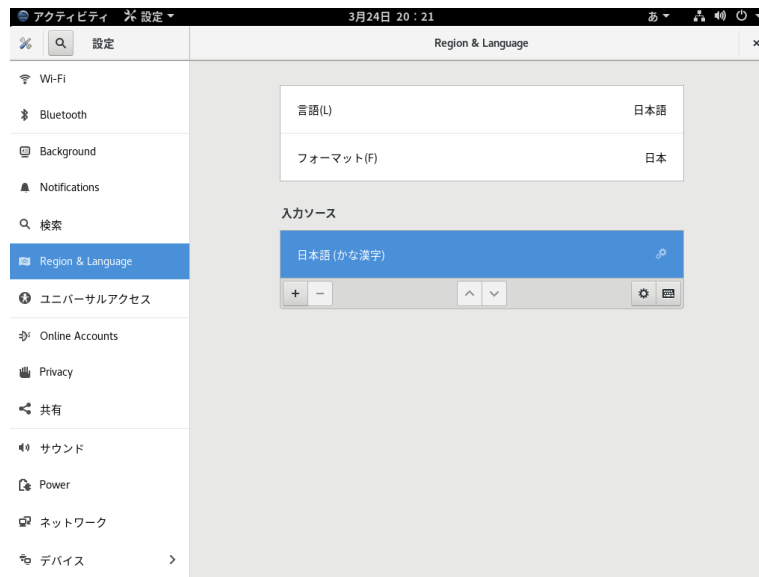 アクティビティ 設定
3月24日 20：21
あ
設定
Region & Language
Wi-Fi
Bluetooth
Background
Notifications
検索
Region & Language
ユニバーサルアクセス
Online Accounts
Privacy
共有
サウンド
Power
ネットワーク
デバイス
言語(L) 日本語
フォーマット(F) 日本
入力ソース
日本語 (かな漢字)